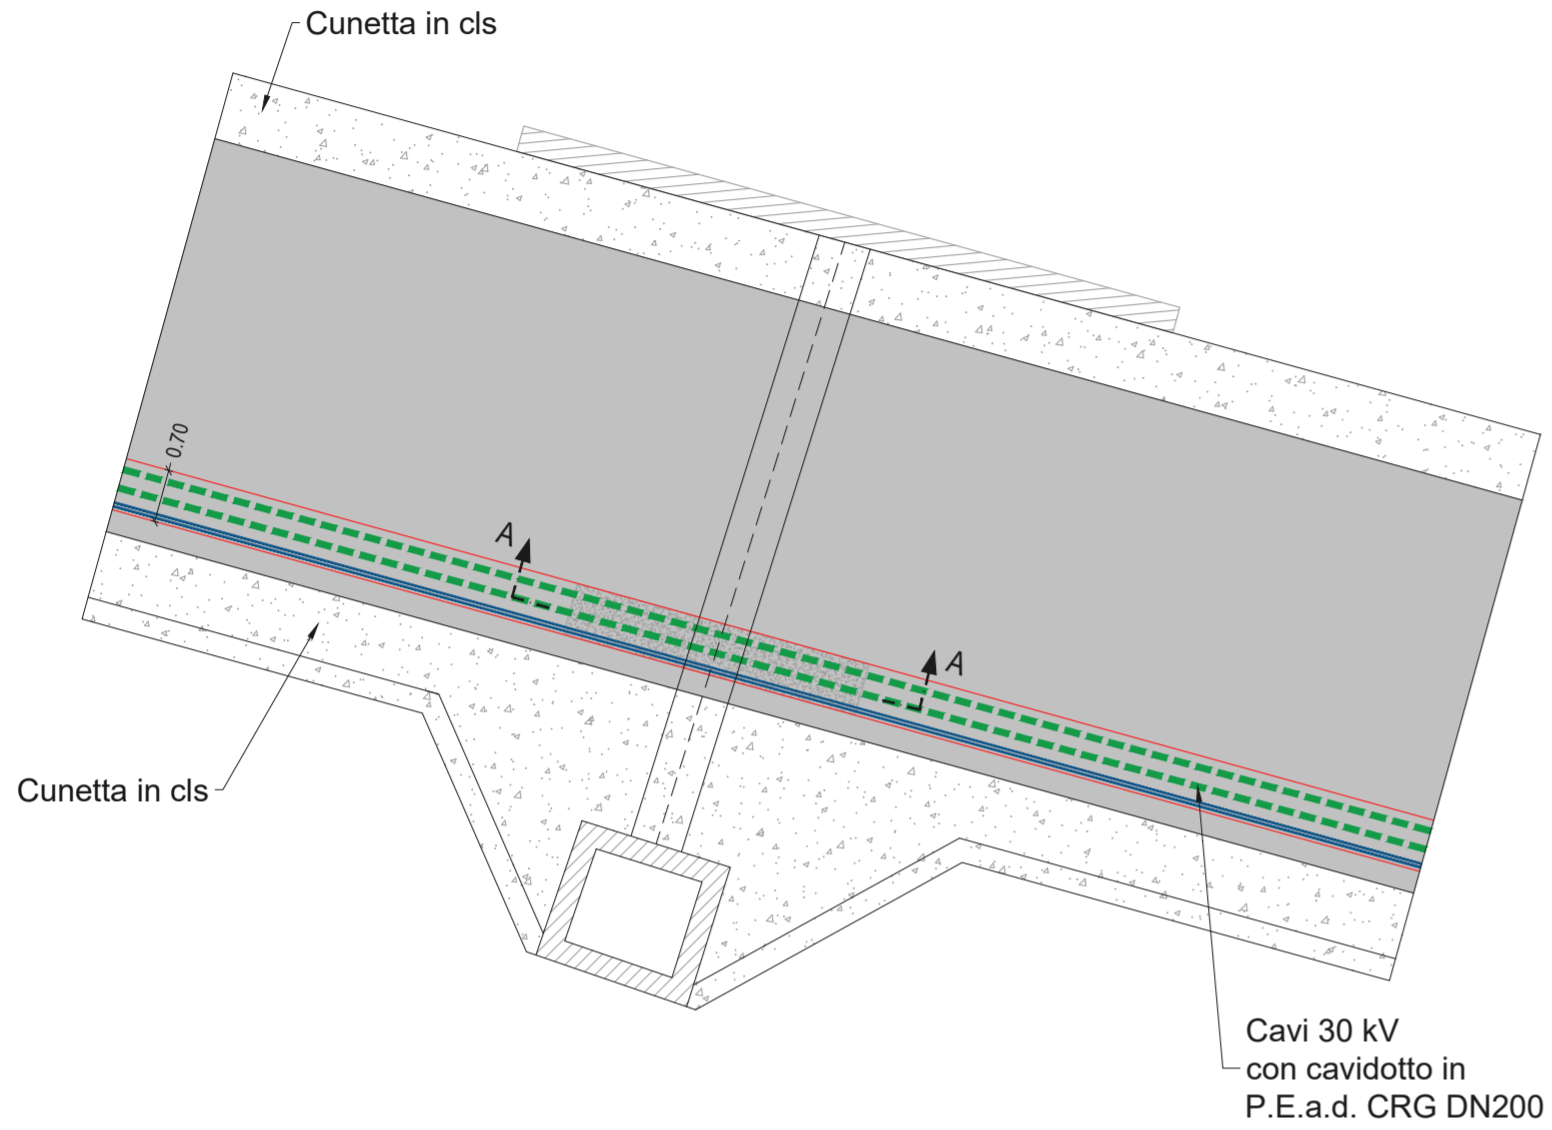 Cunetta in cls
0.70
A
A
Cunetta in cls
Cavi 30 kV
con cavidotto in
P.E.a.d. CRG DN200